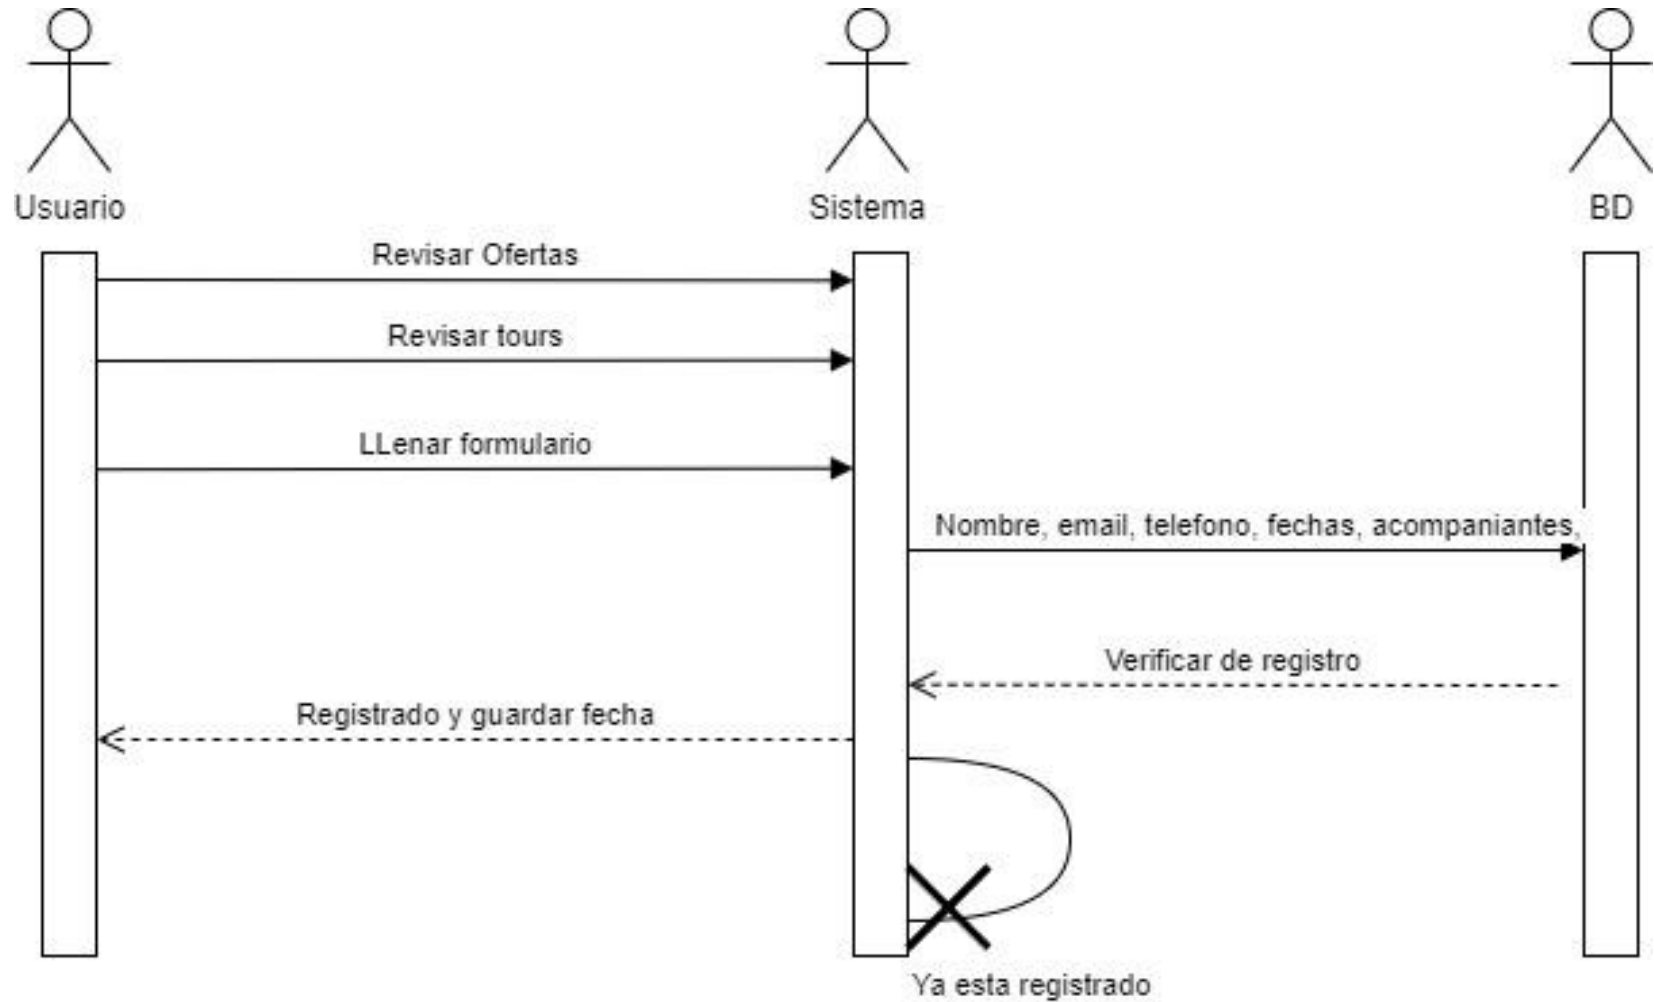 Usuario
Sistema
BD
Revisar Ofertas
Revisar tours
LLenar formulario
Nombre, email, telefono, fechas, acompaniantes,
Verificar de registro
Registrado y guardar fecha
Ya esta registrado